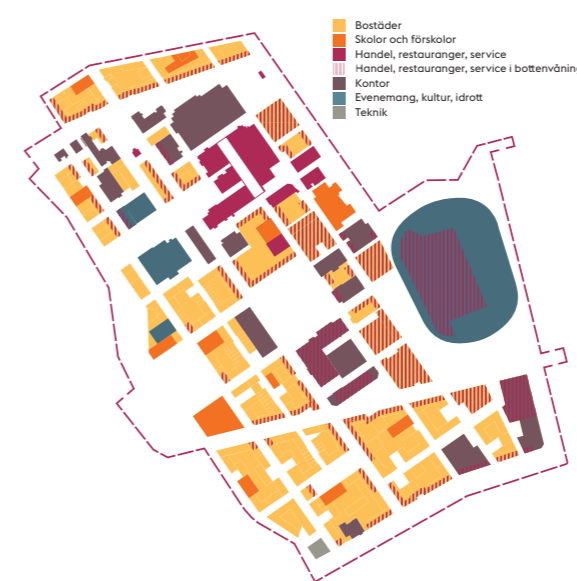 Bostäder
Skolor och förskolor
Handel, restauranger, service
Handel, restauranger, service i bottenvåning
Kontor
Evenemang, kultur, idrott
Teknik